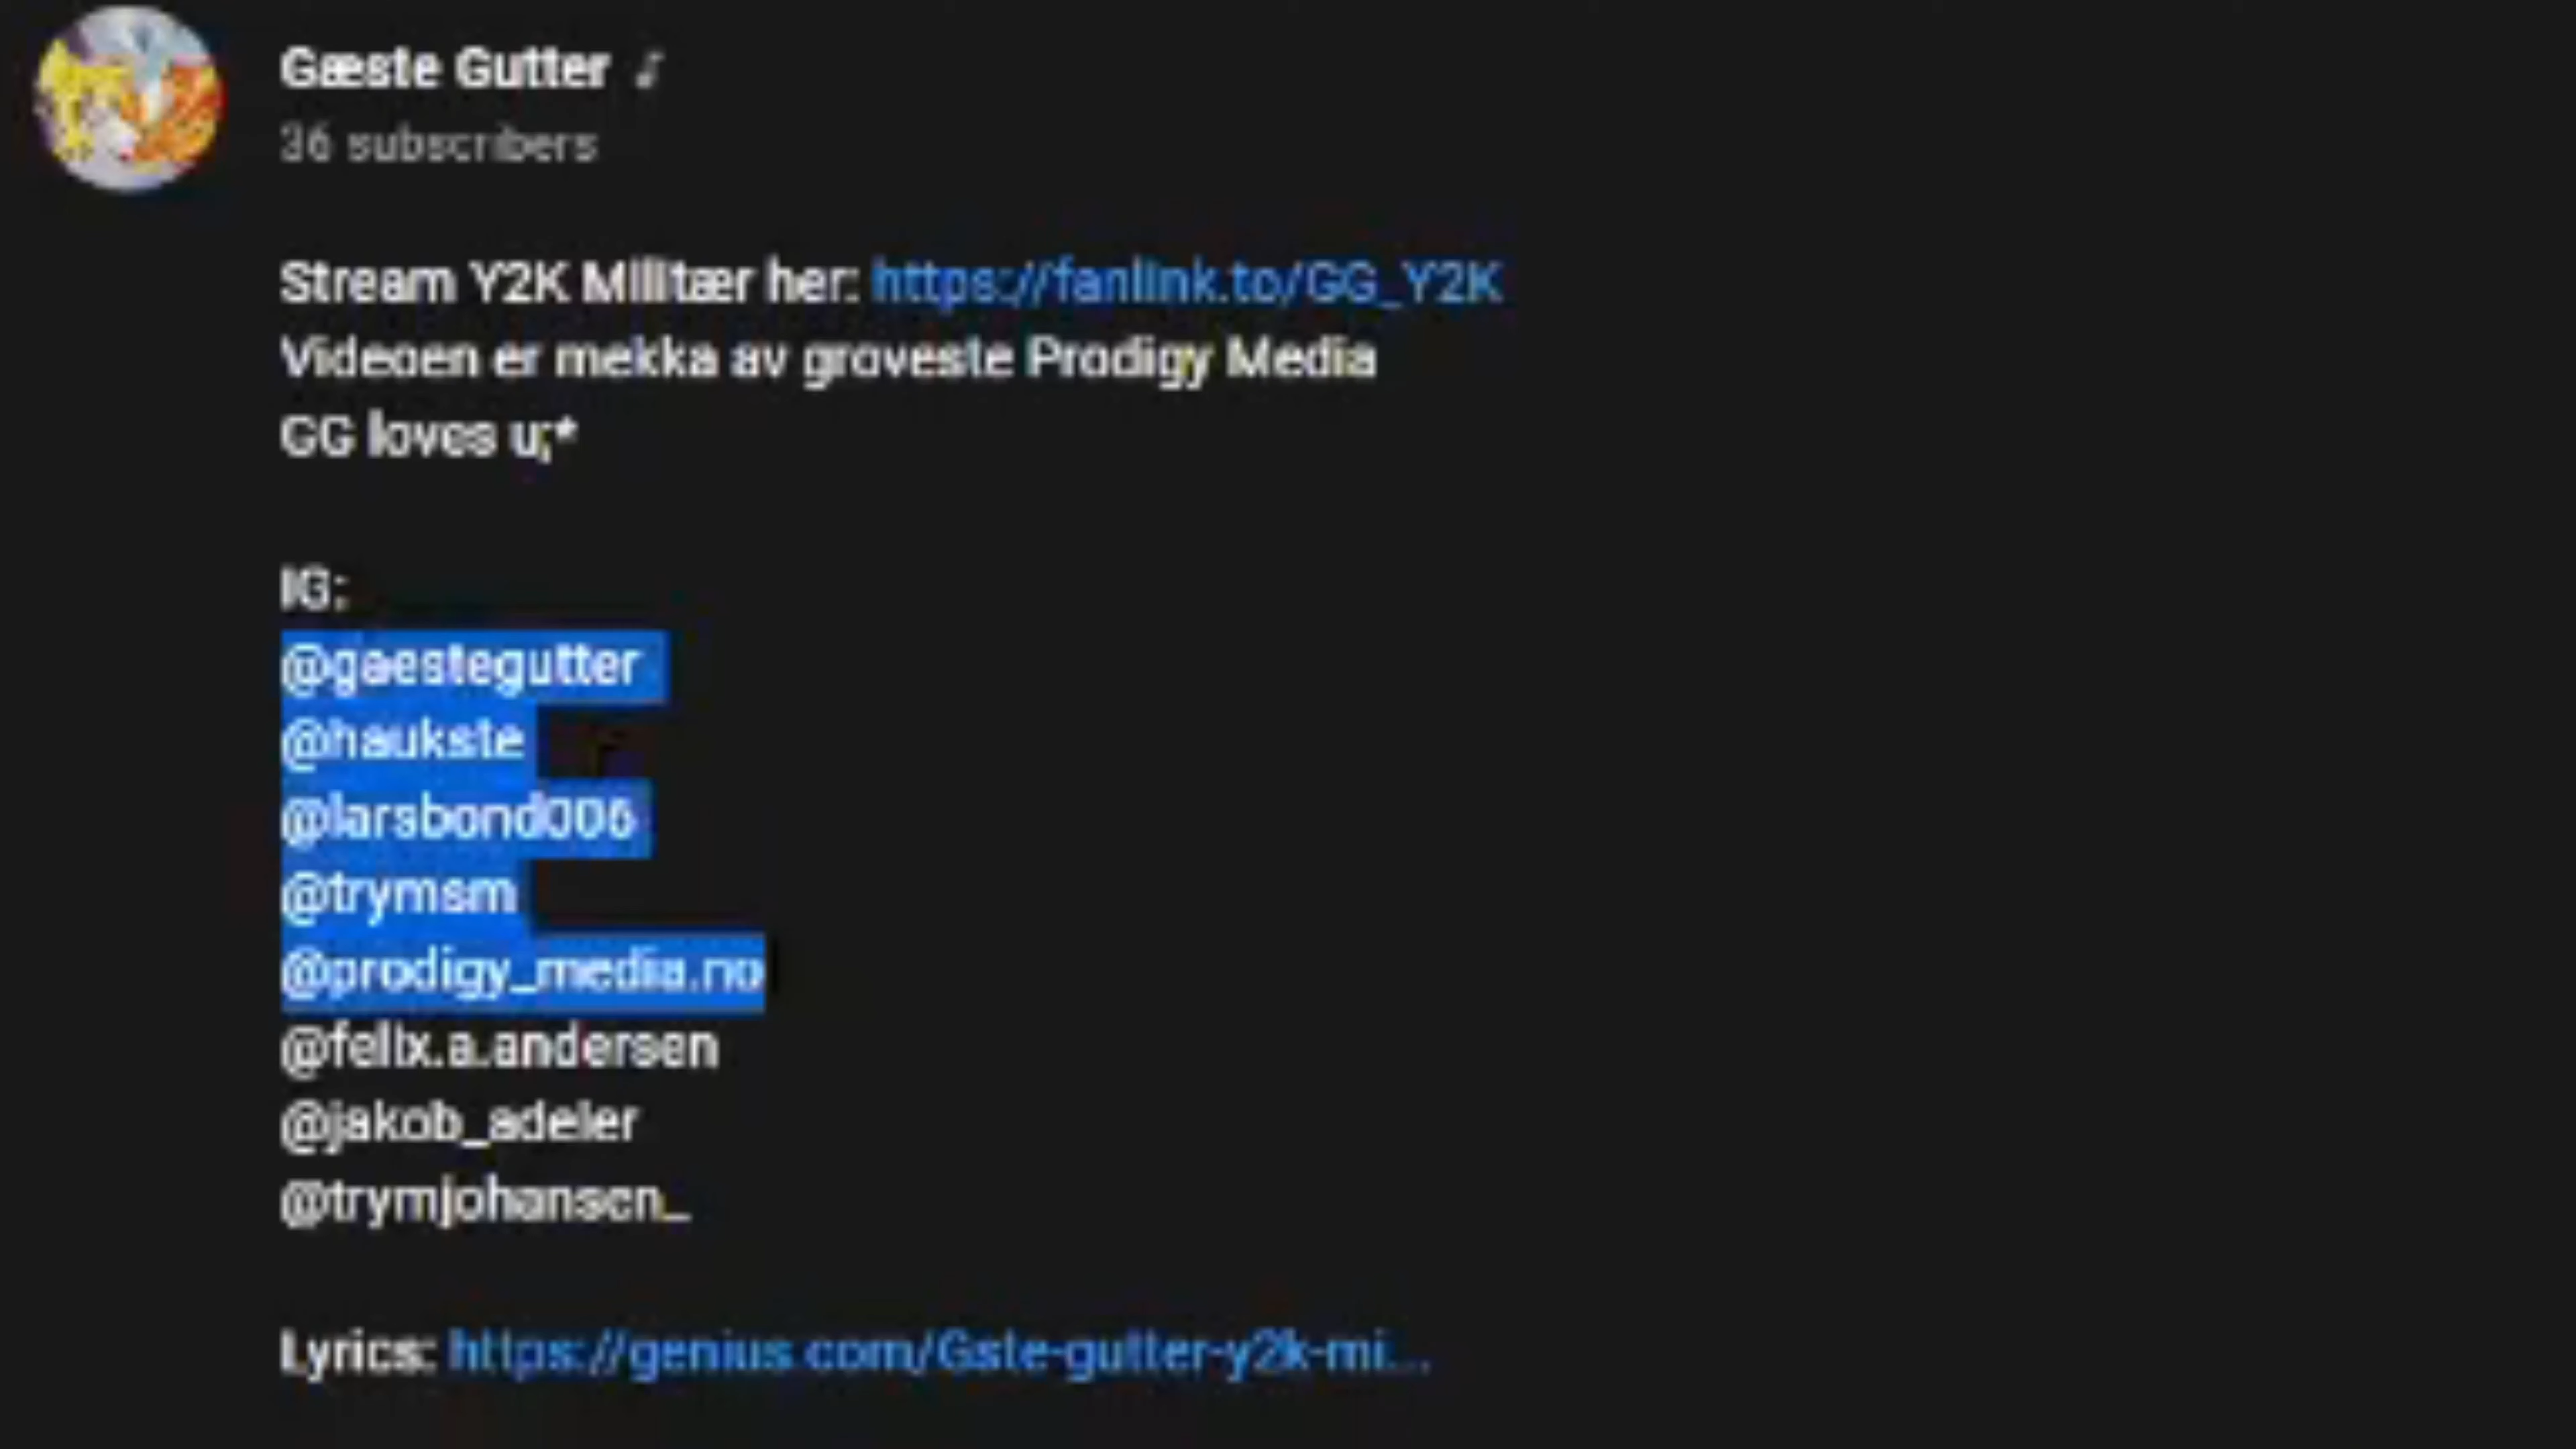 Gæste Gutter ♪
36 subscribers
Stream Y2K Militær her: https://fanlink.to/GG_Y2K
Videoen er mekka av groveste Prodigy Media
GG loves u;*
IG:
@gaestegutter
@haukste
@larsbond006
@trymsm
@prodigy_media.no
@felix.a.andersen
@jakob_adeler
@trymjohansen_
Lyrics: https://genius.com/Gste-gutter-y2k-mi...